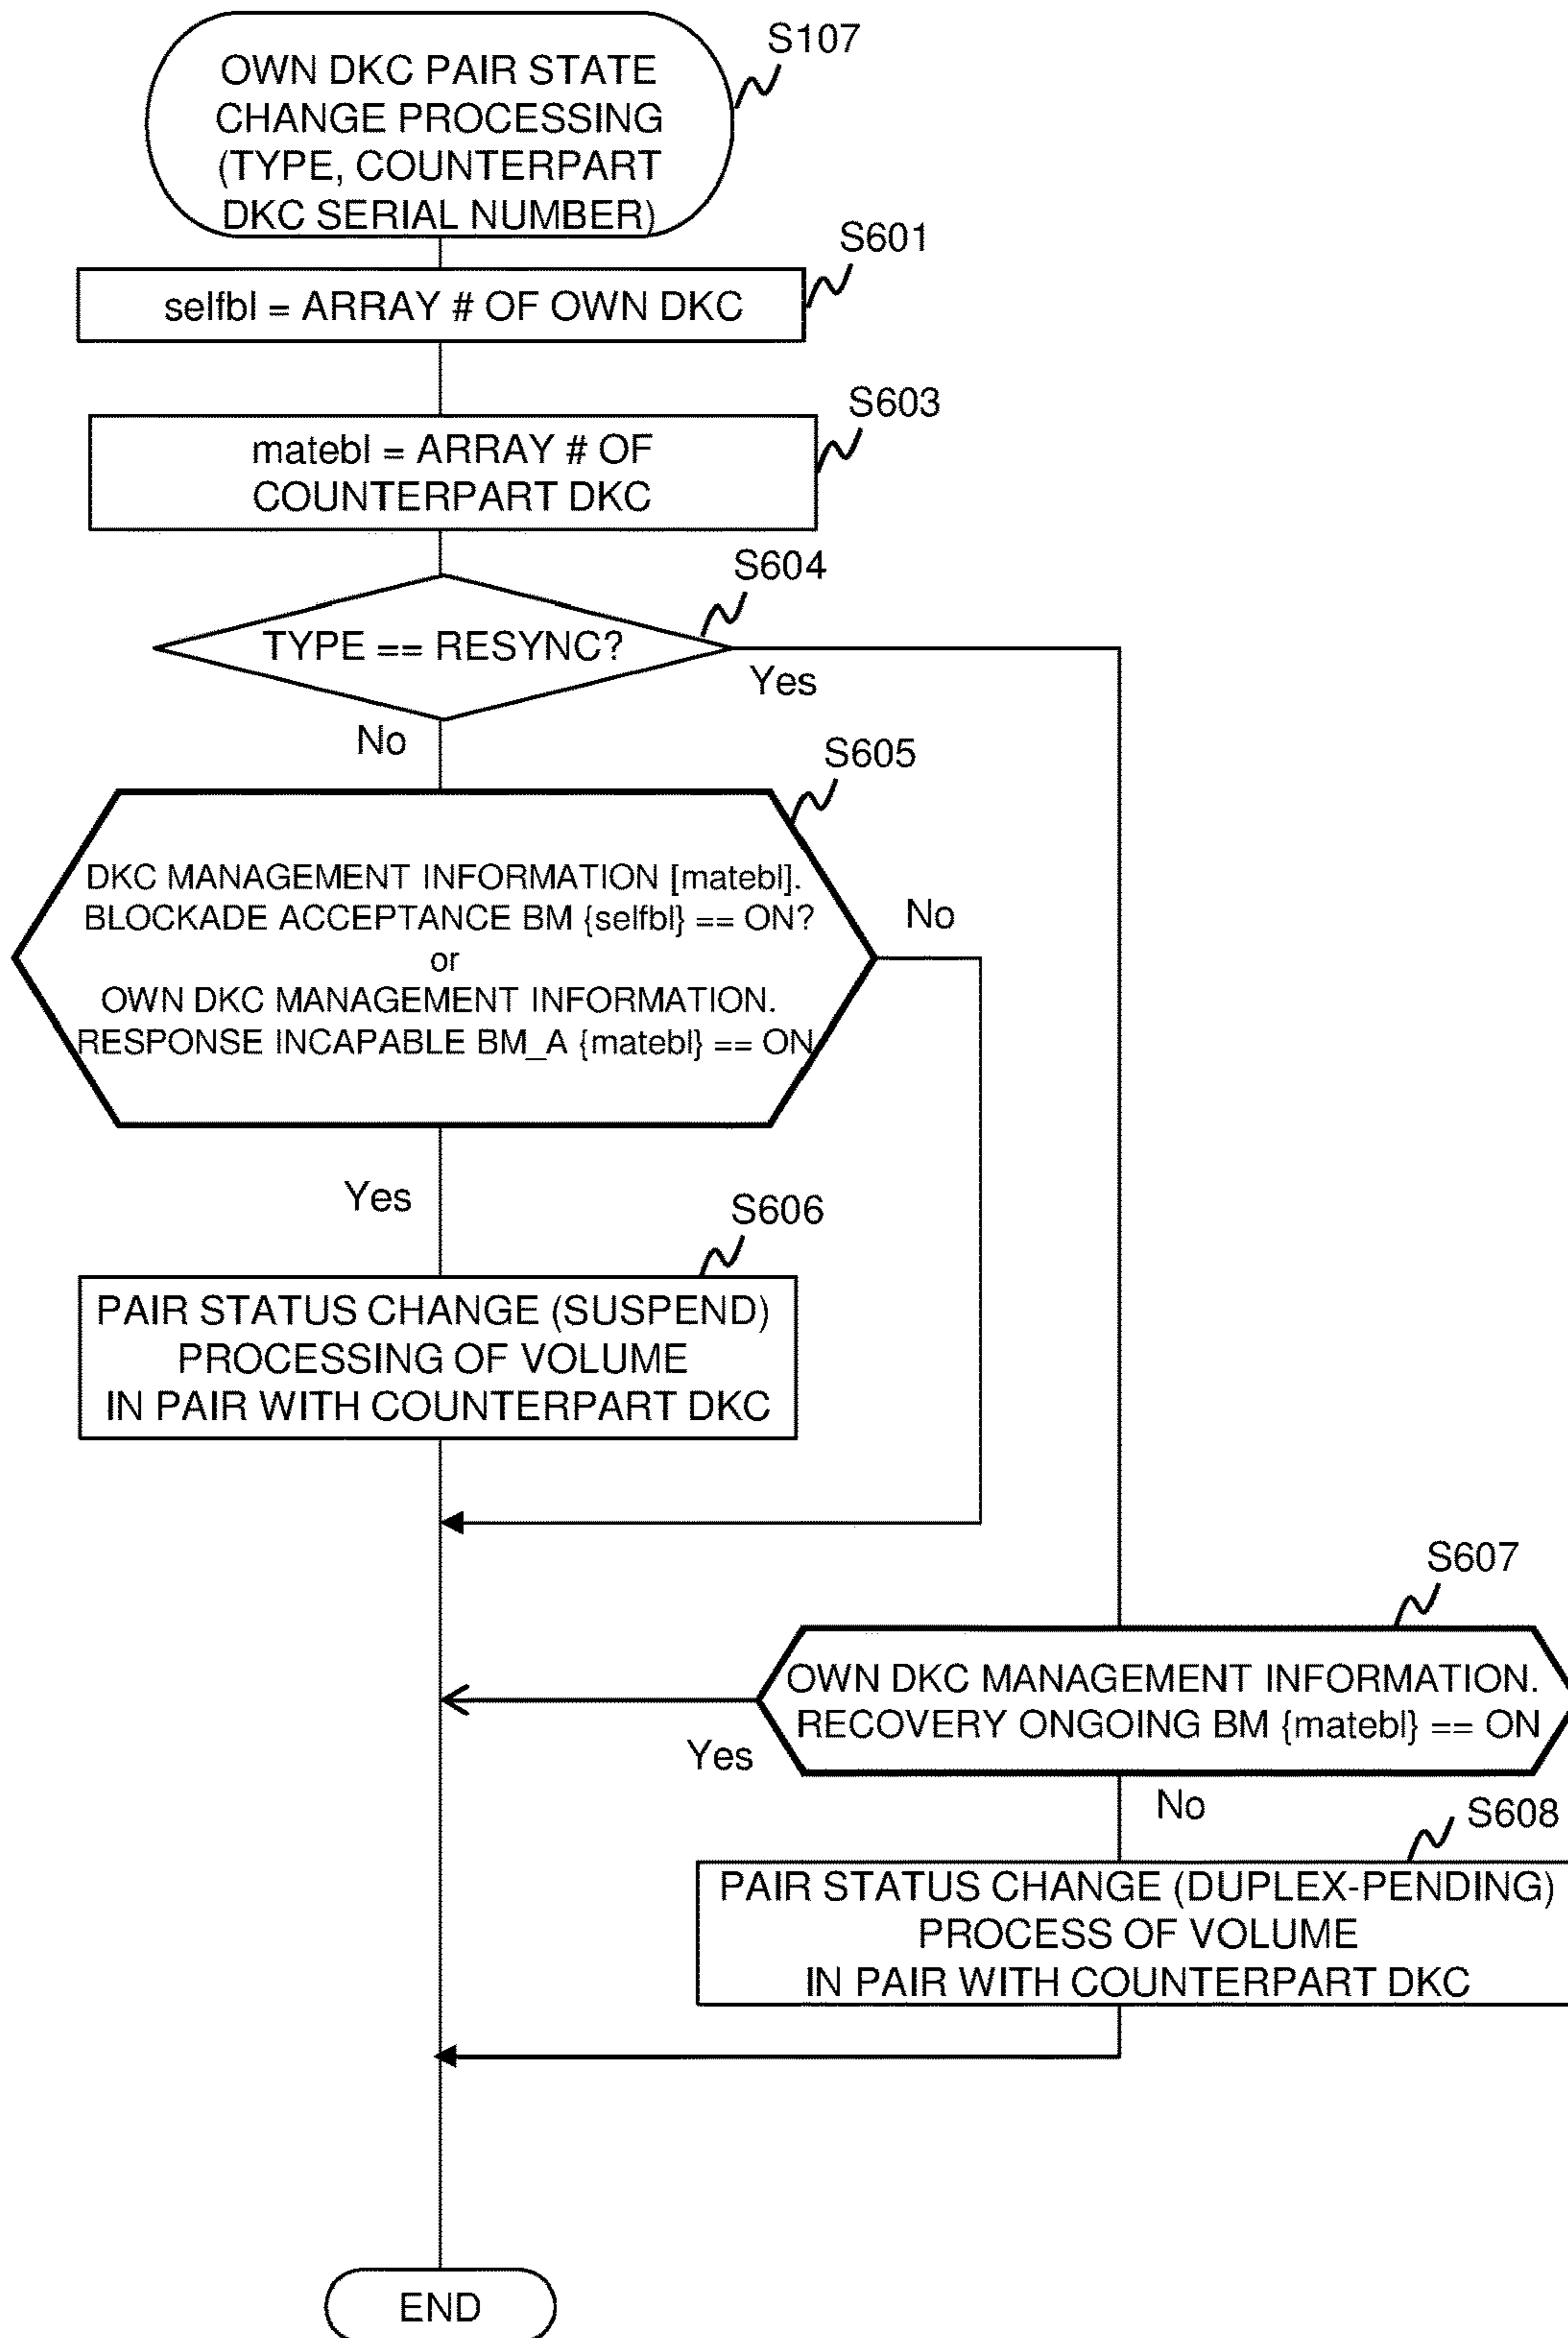 S107
OWN DKC PAIR STATE
CHANGE PROCESSING
(TYPE, COUNTERPART
DKC SERIAL NUMBER)
S601
selfbl = ARRAY # OF OWN DKC
S603
matebl = ARRAY # OF
COUNTERPART DKC
S604
TYPE == RESYNC?
Yes
No
S605
DKC MANAGEMENT INFORMATION [matebl].
BLOCKADE ACCEPTANCE BM {selfbl} == ON?
or
OWN DKC MANAGEMENT INFORMATION.
RESPONSE INCAPABLE BM_A {matebl} == ON
No
Yes
S606
PAIR STATUS CHANGE (SUSPEND)
PROCESSING OF VOLUME
IN PAIR WITH COUNTERPART DKC
S607
OWN DKC MANAGEMENT INFORMATION.
RECOVERY ONGOING BM {matebl} == ON
Yes
No
S608
PAIR STATUS CHANGE (DUPLEX-PENDING)
PROCESS OF VOLUME
IN PAIR WITH COUNTERPART DKC
END